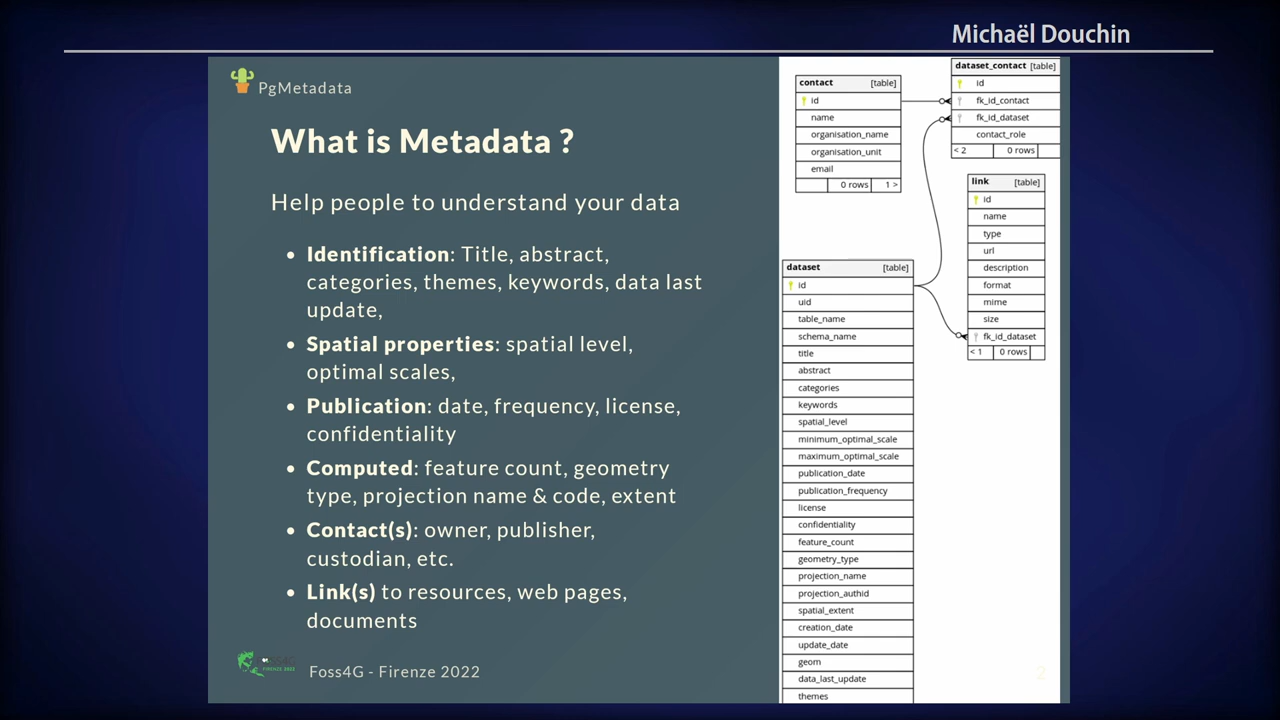 Michaël Douchin
PgMetadata
What is Metadata ?
Help people to understand your data
• Identification: Title, abstract,
categories, themes, keywords, data last
update,
• Spatial properties: spatial level,
optimal scales,
• Publication: date, frequency, license,
confidentiality
• Computed: feature count, geometry
type, projection name & code, extent
• Contact(s): owner, publisher,
custodian, etc.
• Link(s) to resources, web pages,
documents
FIRENZE 2022
Foss4G - Firenze 2022
contact [table]
id
name
organisation_name
organisation_unit
email
0 rows 1 >
dataset_contact [table]
id
fk_id_contact
fk_id_dataset
contact_role
< 2 0 rows
link [table]
id
name
type
url
description
format
mime
size
fk_id_dataset
< 1 0 rows
dataset [table]
id
uid
table_name
schema_name
title
abstract
categories
keywords
spatial_level
minimum_optimal_scale
maximum_optimal_scale
publication_date
publication_frequency
license
confidentiality
feature_count
geometry_type
projection_name
projection_authid
spatial_extent
creation_date
update_date
geom
data_last_update
themes
2